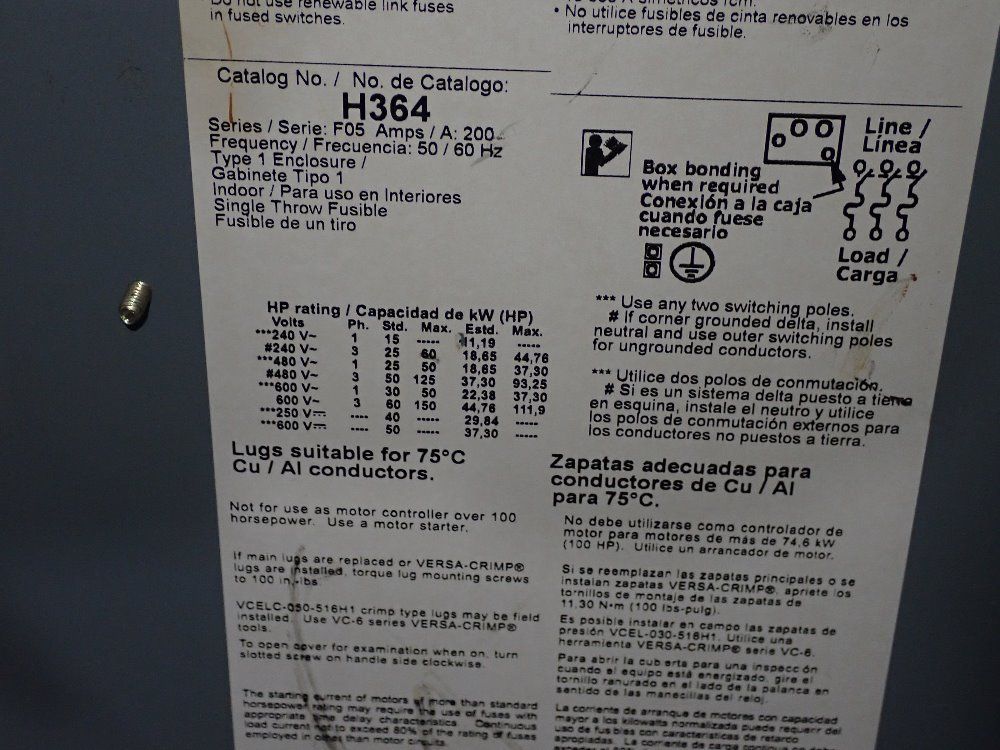 Do not use renewable link fuses
in fused switches.
• No utilice fusibles de cinta renovables en los
interruptores de fusible.
Catalog No. / No. de Catalogo:
H364
Series / Serie: F05 Amps / A: 200
Frequency / Frecuencia: 50 / 60 Hz
Type 1 Enclosure /
Gabinete Tipo 1
Indoor / Para uso en Interiores
Single Throw Fusible
Fusible de un tiro
Line /
Línea
Box bonding
when required
Conexión a la caja
cuando fuese
necesario
Load /
Carga
HP rating / Capacidad de kW (HP)
Volts Ph. Std. Max. Estd. Max.
***240 V~ 1 15 ----- 11,19 -----
#240 V~ 3 25 60 18,65 44,76
***480 V~ 1 25 50 18,65 37,30
#480 V~ 3 50 125 37,30 93,25
***600 V~ 1 30 50 22,38 37,30
600 V~ 3 60 150 44,76 111,9
***250 V⎓ ---- 40 ----- 29,84 -----
***600 V⎓ ---- 50 ----- 37,30 -----
*** Use any two switching poles.
# If corner grounded delta, install
neutral and use outer switching poles
for ungrounded conductors.
*** Utilice dos polos de conmutación.
# Si es un sistema delta puesto a tierra
en esquina, instale el neutro y utilice
los polos de conmutación externos para
los conductores no puestos a tierra.
Lugs suitable for 75°C
Cu / Al conductors.
Not for use as motor controller over 100
horsepower. Use a motor starter.
If main lugs are replaced or VERSA-CRIMP®
lugs are installed, torque lug mounting screws
to 100 in.-lbs.
VCELC-030-516H1 crimp type lugs may be field
installed. Use VC-6 series VERSA-CRIMP®
tools.
To open cover for examination when on, turn
slotted screw on handle side clockwise.
The starting current of motors of more than standard
horsepower rating may require the use of fuses with
appropriate time delay characteristics. Continuous
load current not to exceed 80% of the rating of fuses
employed in other than motor circuits.
Zapatas adecuadas para
conductores de Cu / Al
para 75°C.
No debe utilizarse como controlador de
motor para motores de más de 74,6 kW
(100 HP). Utilice un arrancador de motor.
Si se reemplazan las zapatas principales o se
instalan zapatas VERSA-CRIMP®, apriete los
tornillos de montaje de las zapatas de
11,30 N•m (100 lbs-pulg).
Es posible instalar en campo las zapatas de
presión VCEL-030-516H1. Utilice una
herramienta VERSA-CRIMP® serie VC-6.
Para abrir la cubierta para una inspección
cuando el equipo está energizado, gire el
tornillo ranurado en el lado de la palanca en
sentido de las manecillas del reloj.
La corriente de arranque de motores con capacidad
mayor a los kilowatts normalizada puede requerir del
uso de fusibles con características de retardo
apropiadas. La corriente de carga